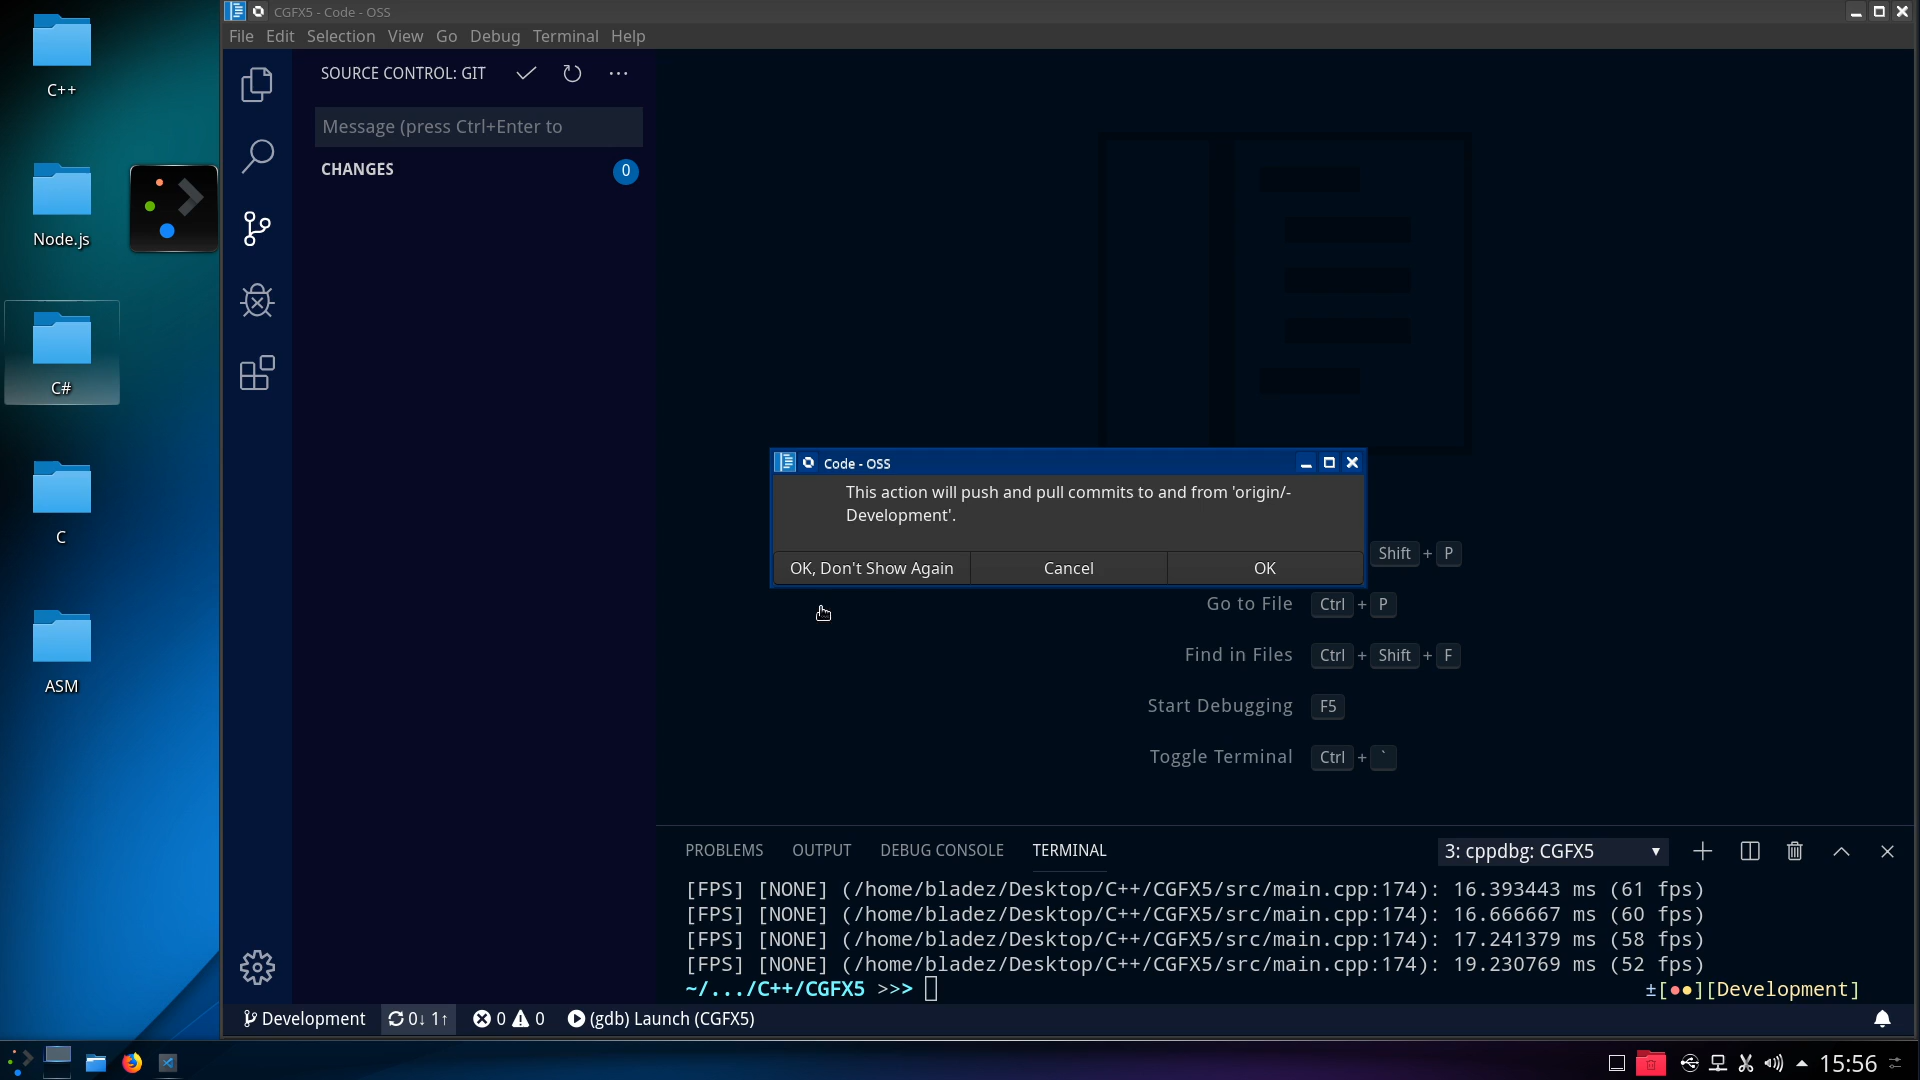 C++
Node.js
C#
C
ASM
CGFX5 - Code - OSS
File Edit Selection View Go Debug Terminal Help
SOURCE CONTROL: GIT
Message (press Ctrl+Enter to
CHANGES 0
Code - OSS
This action will push and pull commits to and from 'origin/-
Development'.
OK, Don't Show Again Cancel OK
Shift + P
Go to File Ctrl + P
Find in Files Ctrl + Shift + F
Start Debugging F5
Toggle Terminal Ctrl + `
PROBLEMS OUTPUT DEBUG CONSOLE TERMINAL 3: cppdbg: CGFX5
[FPS] [NONE] (/home/bladez/Desktop/C++/CGFX5/src/main.cpp:174): 16.393443 ms (61 fps)
[FPS] [NONE] (/home/bladez/Desktop/C++/CGFX5/src/main.cpp:174): 16.666667 ms (60 fps)
[FPS] [NONE] (/home/bladez/Desktop/C++/CGFX5/src/main.cpp:174): 17.241379 ms (58 fps)
[FPS] [NONE] (/home/bladez/Desktop/C++/CGFX5/src/main.cpp:174): 19.230769 ms (52 fps)
~/.../C++/CGFX5 >>> ±[●●][Development]
Development 0↓ 1↑ 0 0 (gdb) Launch (CGFX5)
15:56